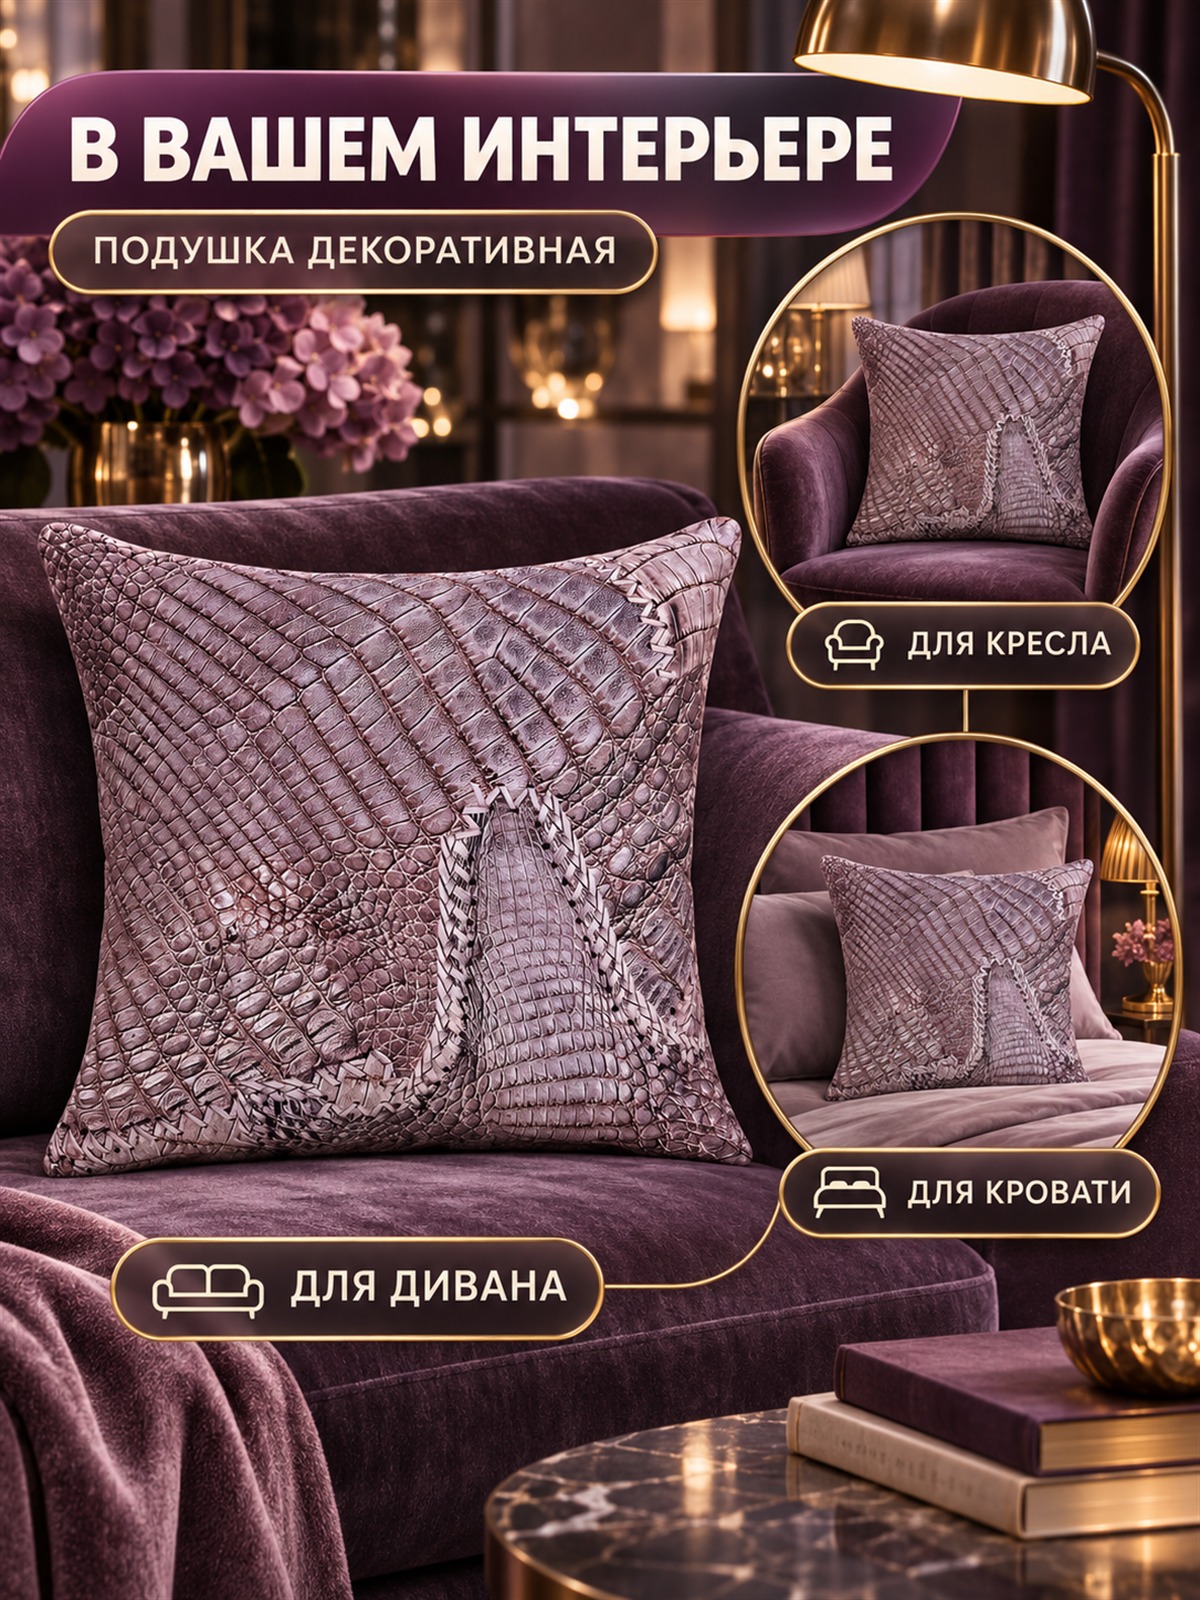 В ВАШЕМ ИНТЕРЬЕРЕ
ПОДУШКА ДЕКОРАТИВНАЯ
ДЛЯ КРЕСЛА
ДЛЯ КРОВАТИ
ДЛЯ ДИВАНА